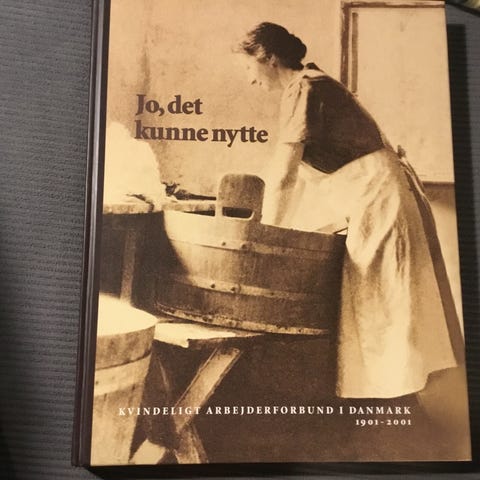 Jo, det
kunne nytte
KVINDELIGT ARBEJDERFORBUND I DANMARK
1901-2001